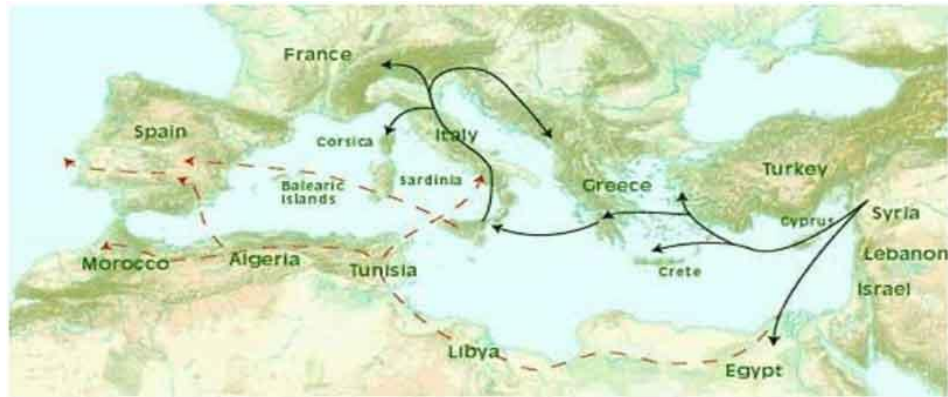 France
Spain
Corsica
Italy
Turkey
Balearic
Islands
Sardinia
Greece
Cyprus
Syria
Lebanon
Morocco
Algeria
Tunisia
Crete
Israel
Libya
Egypt